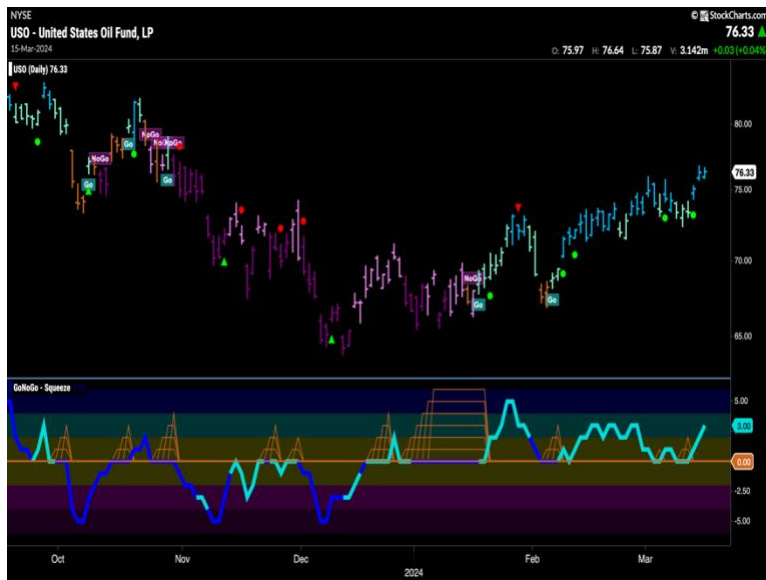 NYSE
© StockCharts.com
USO - United States Oil Fund, LP
76.33
15-Mar-2024
O: 75.97 H: 76.64 L: 75.87 V: 3.142m +0.03 (+0.04%)
USO (Daily) 76.33
NoGo
NoGo
NoGo
NoGo
Go
Go
Go
80.00
76.33
75.00
70.00
NoGo
Go
Go
65.00
GoNoGo - Squeeze
5.00
3.00
0.00
-2.50
-5.00
Oct
Nov
Dec
2024
Feb
Mar